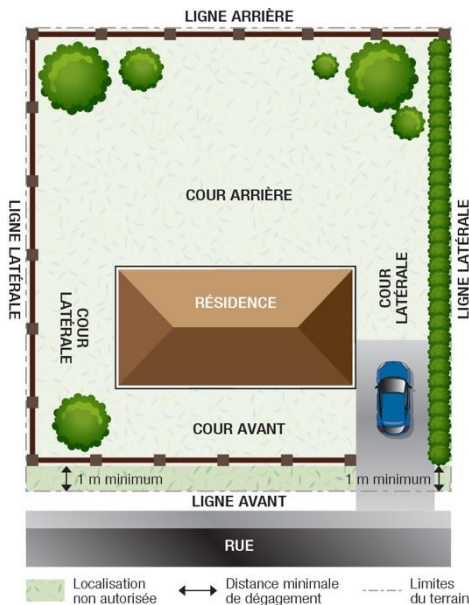 LIGNE ARRIÈRE
COUR ARRIÈRE
LIGNE LATÉRALE
LIGNE LATÉRALE
COUR
LATÉRALE
COUR
LATÉRALE
RÉSIDENCE
COUR AVANT
1 m minimum
1 m minimum
LIGNE AVANT
RUE
Localisation
non autorisée
Distance minimale
de dégagement
Limites
du terrain